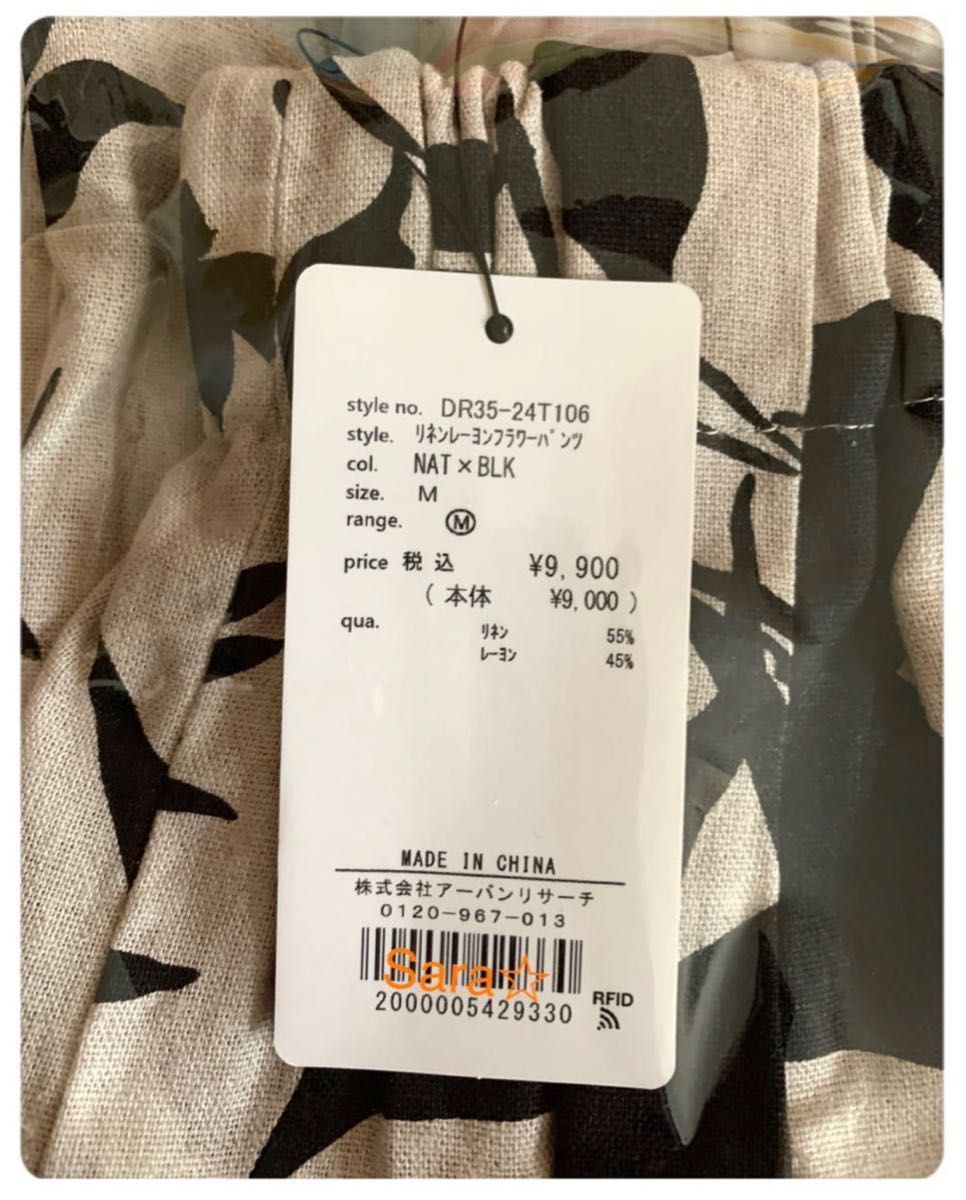 style no. DR35-24T106
style. ﾘﾈﾝﾚｰﾖﾝﾌﾗﾜｰﾊﾟﾝﾂ
col. NAT×BLK
size. M
range. Ⓜ
price 税込 ¥9,900
(本体 ¥9,000)
qua.
ﾘﾈﾝ 55%
ﾚｰﾖﾝ 45%
MADE IN CHINA
株式会社アーバンリサーチ
0120-967-013
Sara☆
2000005429330
RFID